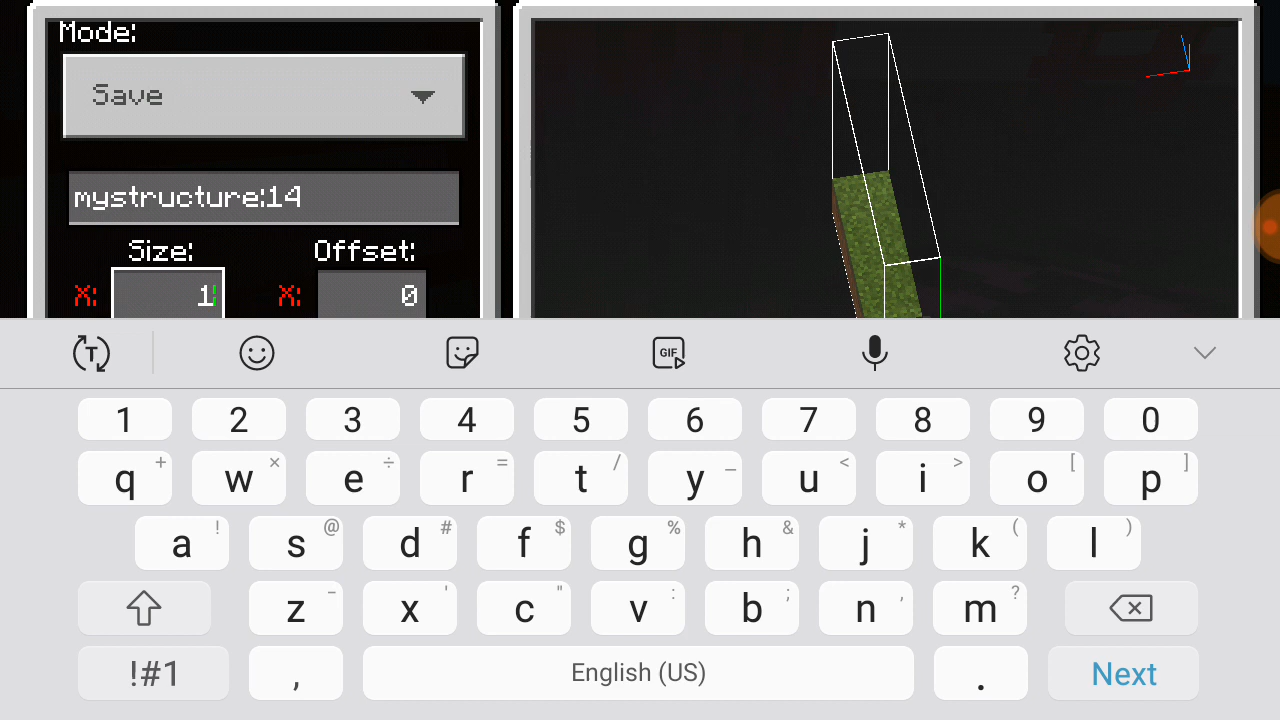 Mode:
Save
mystructure:14
Size: Offset:
X: 1 X: 0
T GIF
1 2 3 4 5 6 7 8 9 0
q + w × e ÷ r = t / y _ u < i > o [ p ]
a ! s @ d # f $ g % h & j * k ( l )
z - x ' c " v : b ; n , m ?
!#1 , English (US) . Next